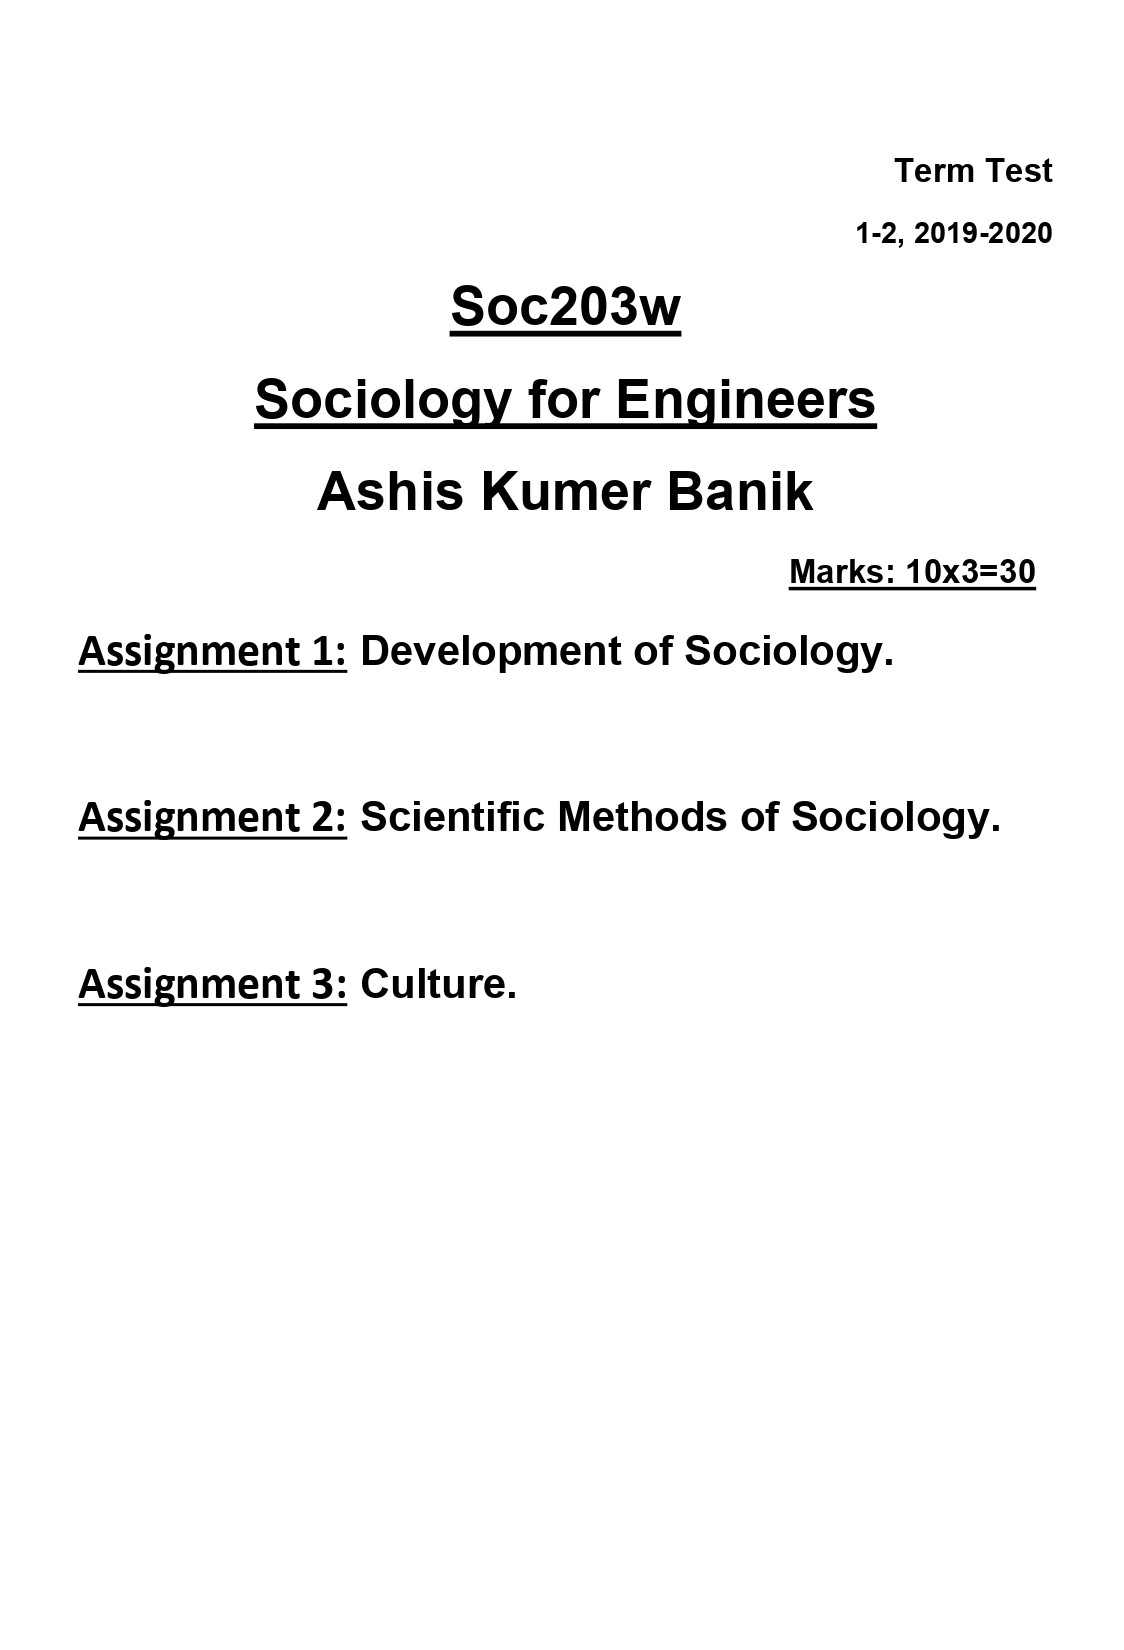 Term Test
1-2, 2019-2020
Soc203w
Sociology for Engineers
Ashis Kumer Banik
Marks: 10x3=30
Assignment 1: Development of Sociology.
Assignment 2: Scientific Methods of Sociology.
Assignment 3: Culture.